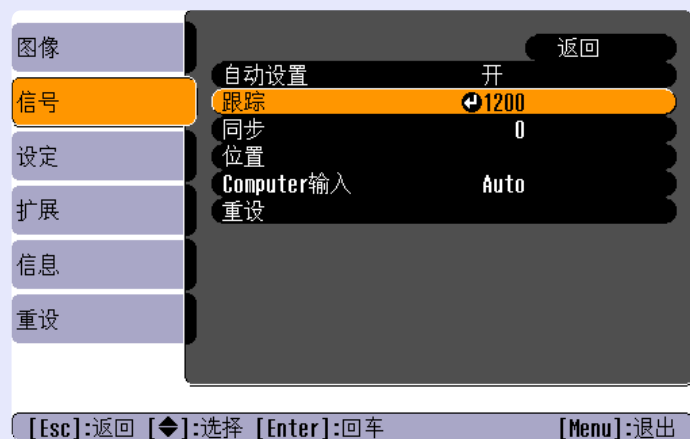 图像
信号
设定
扩展
信息
重设
返回
自动设置 开
跟踪 1200
同步 0
位置
Computer输入 Auto
重设
[Esc]:返回 [◆]:选择 [Enter]:回车 [Menu]:退出